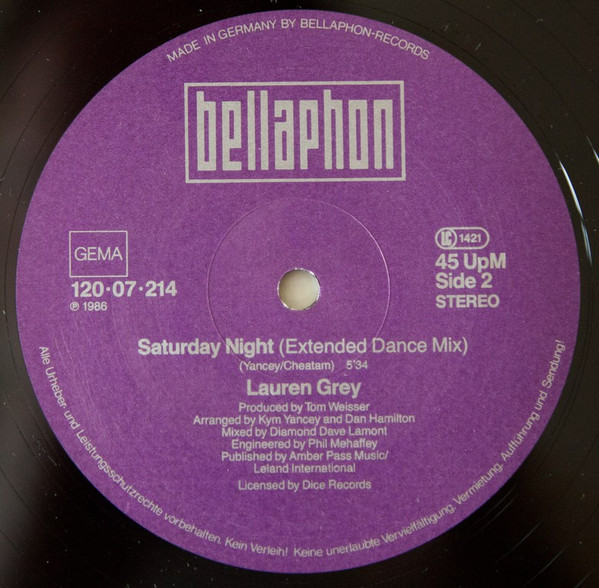 MADE IN GERMANY BY BELLAPHON-RECORDS
bellaphon
GEMA
LC 1421
120·07·214
℗ 1986
45 UpM
Side 2
STEREO
Saturday Night (Extended Dance Mix)
(Yancey/Cheatam) 5'34
Lauren Grey
Produced by Tom Weisser
Arranged by Kym Yancey and Dan Hamilton
Mixed by Diamond Dave Lamont
Engineered by Phil Mehaffey
Published by Amber Pass Music/
Leland International
Licensed by Dice Records
Alle Urheber- und Leistungsschutzrechte vorbehalten. Kein Verleih! Keine unerlaubte Vervielfältigung, Vermietung, Aufführung und Sendung!